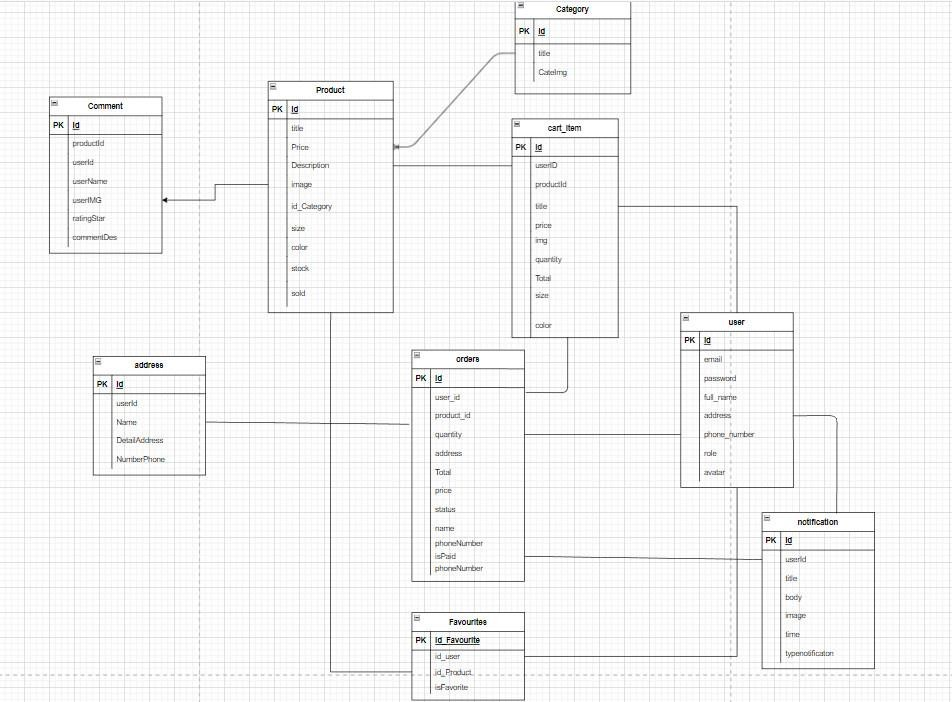 Category
PK Id
title
CateImg
Product
PK Id
title
Price
Description
image
id_Category
size
color
stock
sold
Comment
PK Id
productId
userId
userName
userIMG
ratingStar
commentDes
cart_item
PK Id
userID
productId
title
price
img
quantity
Total
size
color
user
PK Id
email
password
full_name
address
phone_number
role
avatar
address
PK Id
userId
Name
DetailAddress
NumberPhone
orders
PK Id
user_id
product_id
quantity
address
Total
price
status
name
phoneNumber
isPaid
phoneNumber
notification
PK Id
userId
title
body
image
time
typenotificaton
Favourites
PK Id_Favourite
id_user
id_Product
isFavorite